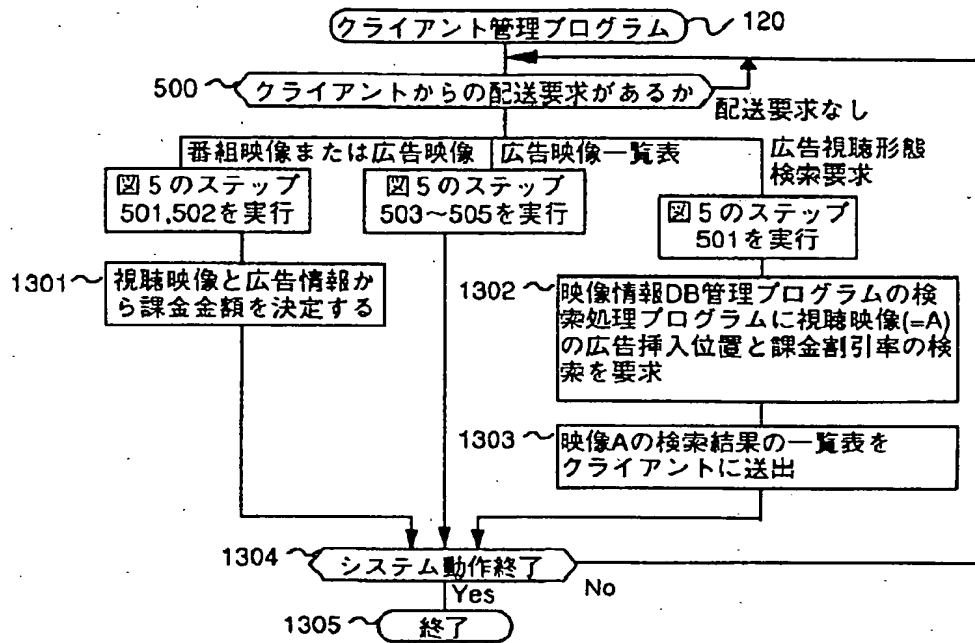 クライアント管理プログラム
120
500
クライアントからの配送要求があるか
配送要求なし
番組映像または広告映像
広告映像一覧表
広告視聴形態
検索要求
図5のステップ
501,502を実行
図5のステップ
503～505を実行
図5のステップ
501を実行
1301
視聴映像と広告情報か
ら課金金額を決定する
1302
映像情報DB管理プログラムの検
索処理プログラムに視聴映像(=A)
の広告挿入位置と課金割引率の検
索を要求
1303
映像Aの検索結果の一覧表を
クライアントに送出
1304
システム動作終了
Yes
No
1305
終了